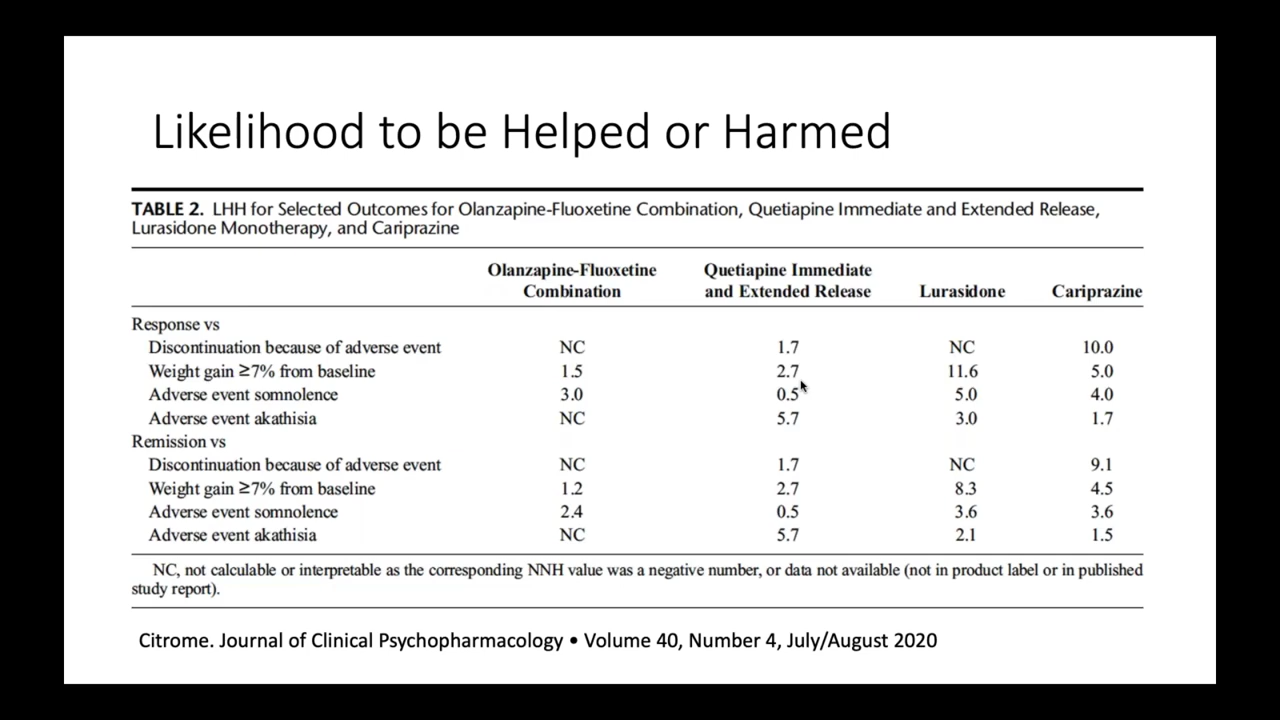 Likelihood to be Helped or Harmed
TABLE 2. LHH for Selected Outcomes for Olanzapine-Fluoxetine Combination, Quetiapine Immediate and Extended Release,
Lurasidone Monotherapy, and Cariprazine
Olanzapine-Fluoxetine Combination Quetiapine Immediate and Extended Release Lurasidone Cariprazine
Response vs
Discontinuation because of adverse event NC 1.7 NC 10.0
Weight gain ≥7% from baseline 1.5 2.7 11.6 5.0
Adverse event somnolence 3.0 0.5 5.0 4.0
Adverse event akathisia NC 5.7 3.0 1.7
Remission vs
Discontinuation because of adverse event NC 1.7 NC 9.1
Weight gain ≥7% from baseline 1.2 2.7 8.3 4.5
Adverse event somnolence 2.4 0.5 3.6 3.6
Adverse event akathisia NC 5.7 2.1 1.5
NC, not calculable or interpretable as the corresponding NNH value was a negative number, or data not available (not in product label or in published
study report).
Citrome. Journal of Clinical Psychopharmacology • Volume 40, Number 4, July/August 2020